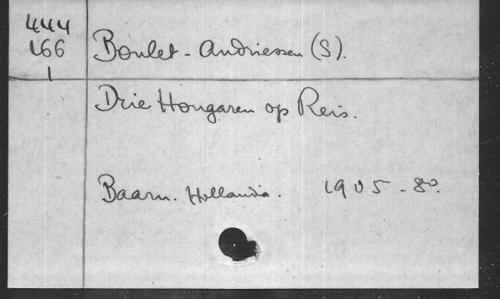 444
166
1
Boulet - Andriessen (S).
Drie Hongaren op Reis.
Baarn. Hollandia. 1905 - 8º.